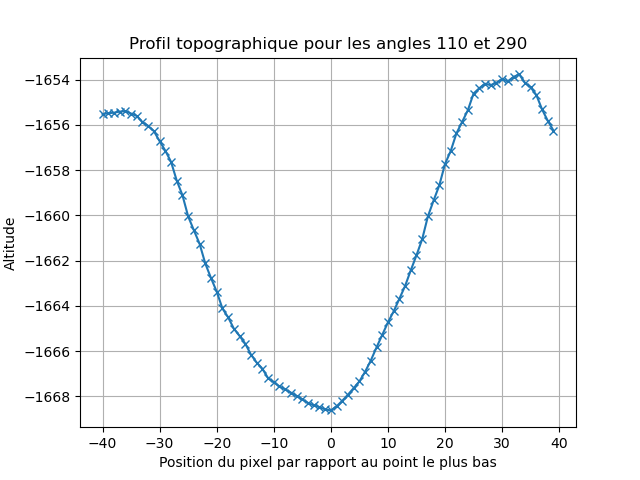 Profil topographique pour les angles 110 et 290
−1654
−1656
−1658
−1660
−1662
−1664
−1666
−1668
Altitude
−40 −30 −20 −10 0 10 20 30 40
Position du pixel par rapport au point le plus bas